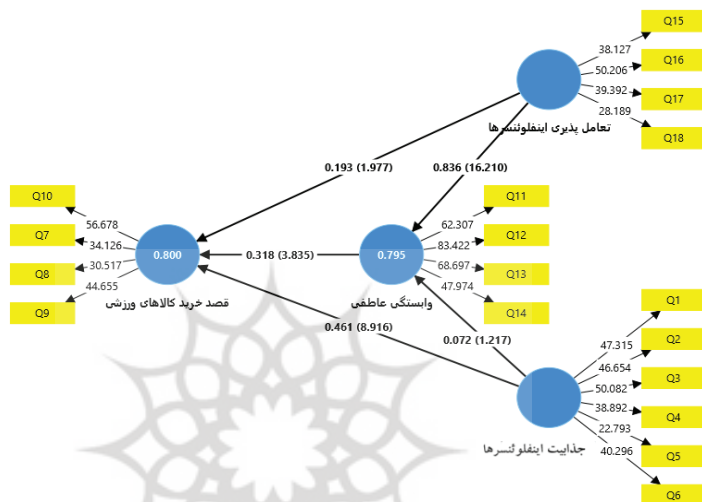 Q15
38.127
Q16
50.206
39.392
Q17
28.189
Q18
تعامل پذیری اینفلوئنسرها
0.193 (1.977)
0.836 (16.210)
Q10
56.678
Q7
34.126
Q8
30.517
44.655
Q9
0.800
قصد خرید کالاهای ورزشی
0.318 (3.835)
0.795
وابستگی عاطفی
Q11
62.307
Q12
83.422
68.697
Q13
47.974
Q14
0.461 (8.916)
0.072 (1.217)
Q1
47.315
Q2
46.654
50.082
Q3
38.892
Q4
22.793
Q5
40.296
Q6
جذابیت اینفلوئنسرها